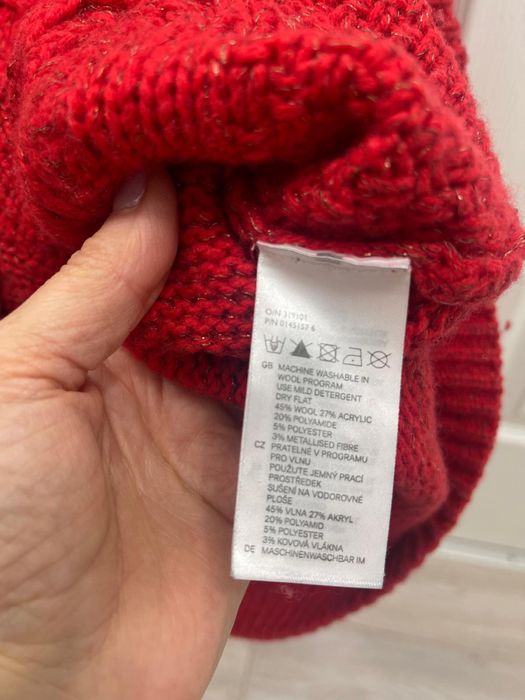 O/N 319101
P/N 0145157 6
GB MACHINE WASHABLE IN
WOOL PROGRAM
USE MILD DETERGENT
DRY FLAT
45% WOOL 27% ACRYLIC
20% POLYAMIDE
5% POLYESTER
3% METALLISED FIBRE
CZ PRATELNÉ V PROGRAMU
PRO VLNU
POUŽIJTE JEMNÝ PRACÍ
PROSTŘEDEK
SUŠENÍ NA VODOROVNÉ
PLOŠE
45% VLNA 27% AKRYL
20% POLYAMID
5% POLYESTER
3% KOVOVÁ VLÁKNA
DE MASCHINENWASCHBAR IM